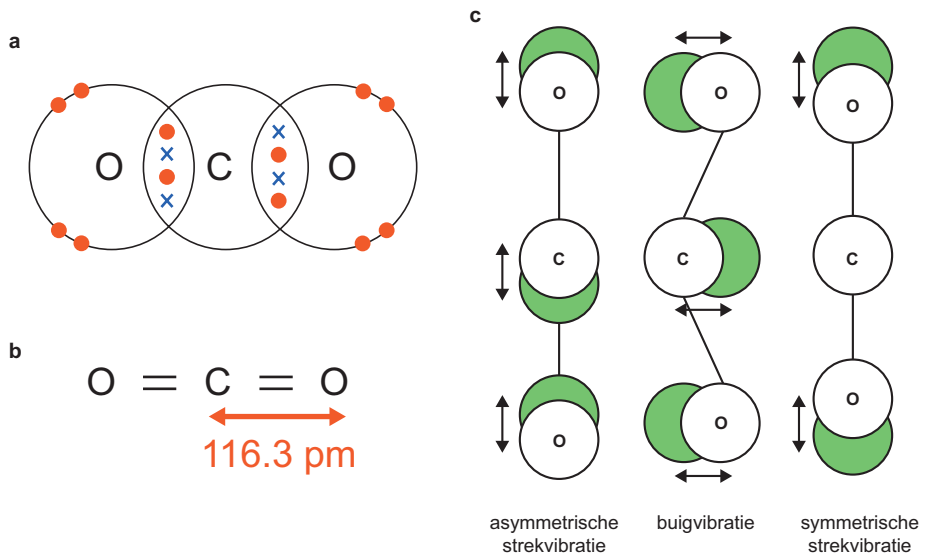 a
O C O
b
O = C = O
116.3 pm
c
O
C
O
asymmetrische
strekvibratie
O
C
O
buigvibratie
O
C
O
symmetrische
strekvibratie